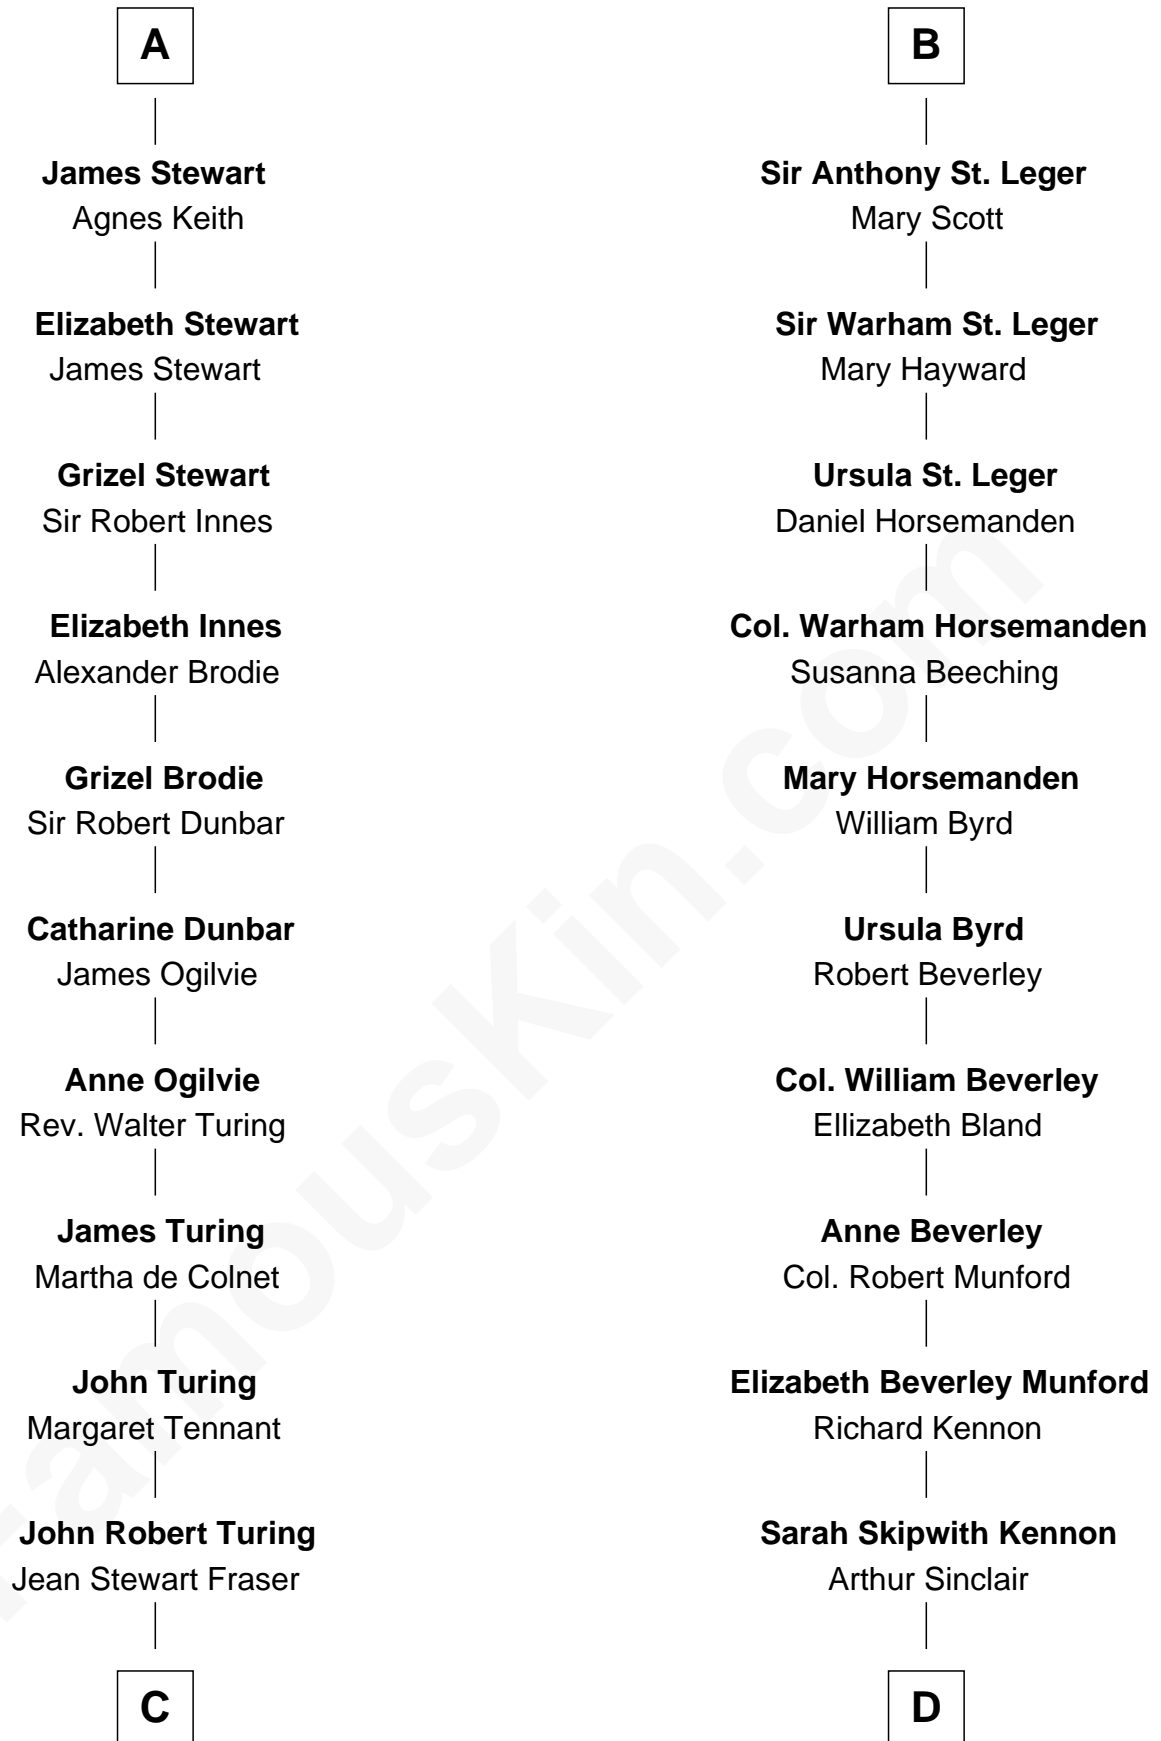 A
James Stewart
Agnes Keith
Elizabeth Stewart
James Stewart
Grizel Stewart
Sir Robert Innes
Elizabeth Innes
Alexander Brodie
Grizel Brodie
Sir Robert Dunbar
Catharine Dunbar
James Ogilvie
Anne Ogilvie
Rev. Walter Turing
James Turing
Martha de Colnet
John Turing
Margaret Tennant
John Robert Turing
Jean Stewart Fraser
C
B
Sir Anthony St. Leger
Mary Scott
Sir Warham St. Leger
Mary Hayward
Ursula St. Leger
Daniel Horsemanden
Col. Warham Horsemanden
Susanna Beeching
Mary Horsemanden
William Byrd
Ursula Byrd
Robert Beverley
Col. William Beverley
Ellizabeth Bland
Anne Beverley
Col. Robert Munford
Elizabeth Beverley Munford
Richard Kennon
Sarah Skipwith Kennon
Arthur Sinclair
D
FamousKin.com